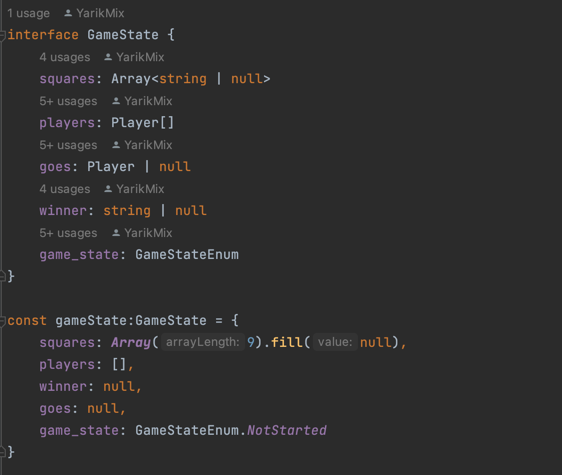 1 usage YarikMix
interface GameState {
4 usages YarikMix
squares: Array<string | null>
5+ usages YarikMix
players: Player[]
5+ usages YarikMix
goes: Player | null
4 usages YarikMix
winner: string | null
5+ usages YarikMix
game_state: GameStateEnum
}
const gameState:GameState = {
squares: Array( arrayLength: 9).fill( value: null),
players: [],
winner: null,
goes: null,
game_state: GameStateEnum.NotStarted
}